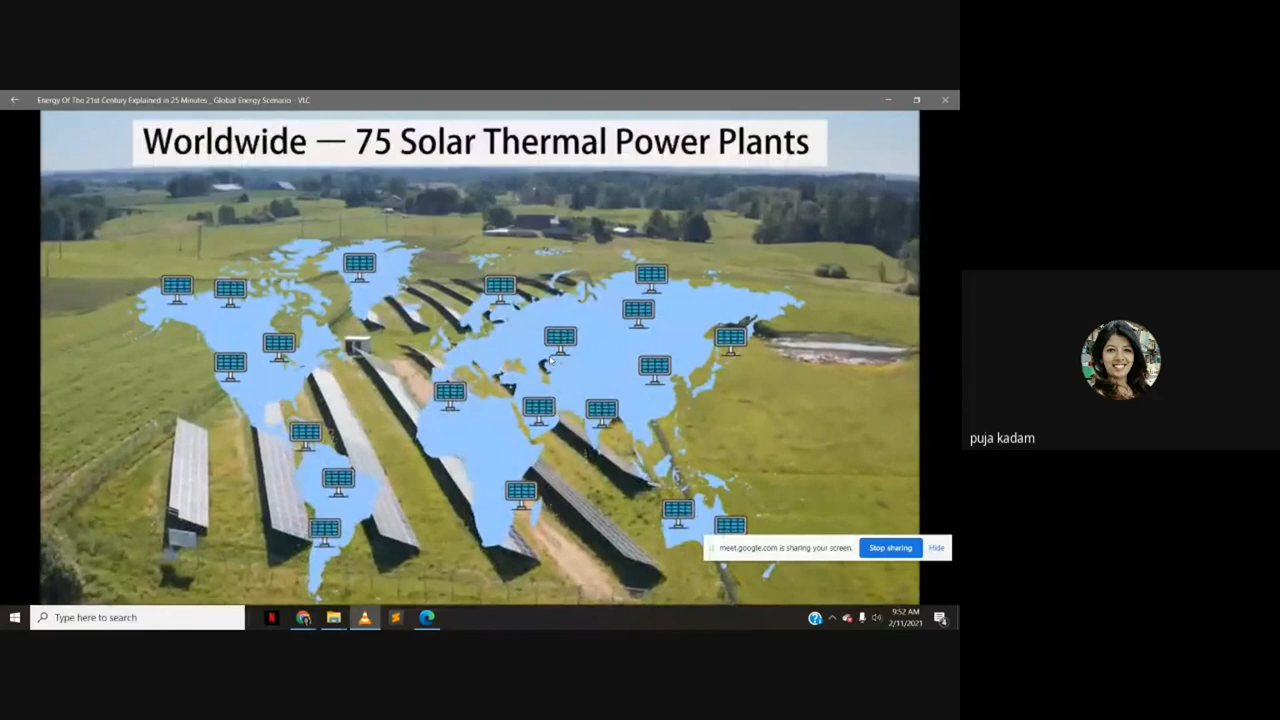 Energy Of The 21st Century Explained in 25 Minutes _ Global Energy Scenario - VLC
Worldwide — 75 Solar Thermal Power Plants
puja kadam
meet.google.com is sharing your screen.
Stop sharing
Hide
Type here to search
9:52 AM
2/11/2021
4